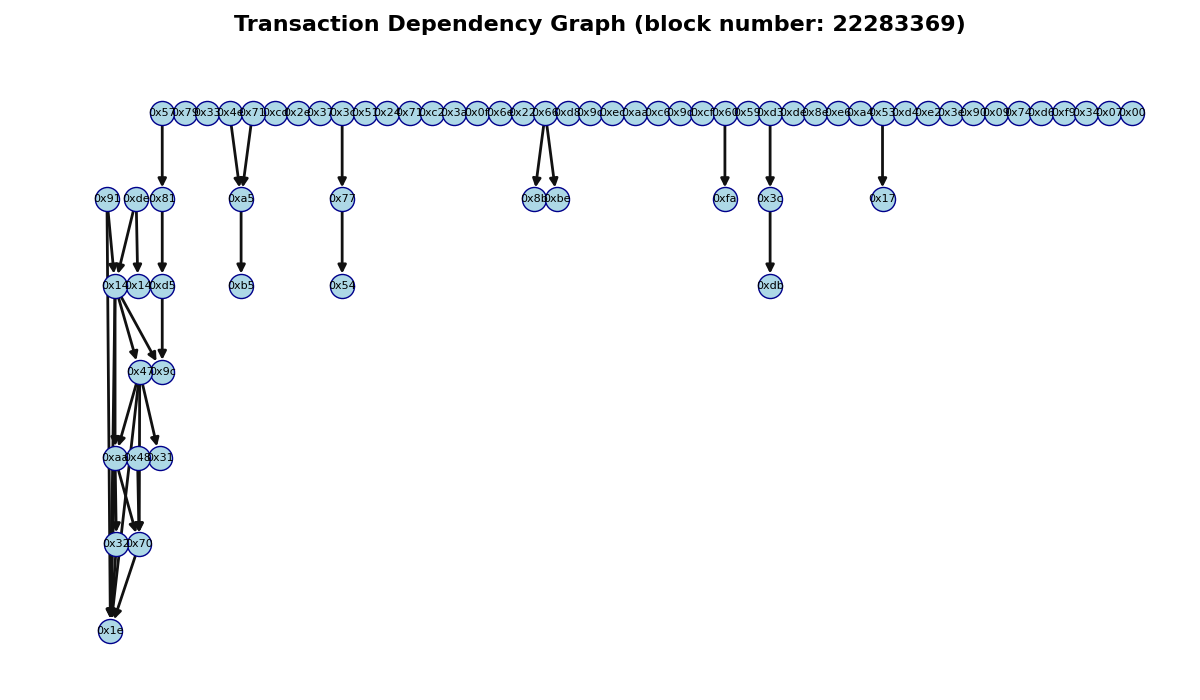 Transaction Dependency Graph (block number: 22283369)
0x57 0x79 0x33 0x4e 0x71 0xcd 0x2e 0x37 0x3c 0x51 0x24 0x71 0xc2 0x3a 0x0f 0x6e 0x22 0x66 0xd8 0x9d 0xec 0xaa 0xc6 0x9d 0xcf 0x60 0x59 0xd3 0xde 0x8e 0xe6 0xa4 0x53 0xd4 0xe2 0x3e 0x90 0x09 0x74 0xd6 0xf9 0x34 0x07 0x00
0x91 0xde 0x81 0xa5 0x77 0x8b 0xbe 0xfa 0x3c 0x17
0x14 0x14 0xd5 0xb5 0x54 0xdb
0x47 0x9c
0xaa 0x48 0x31
0x32 0x70
0x1e